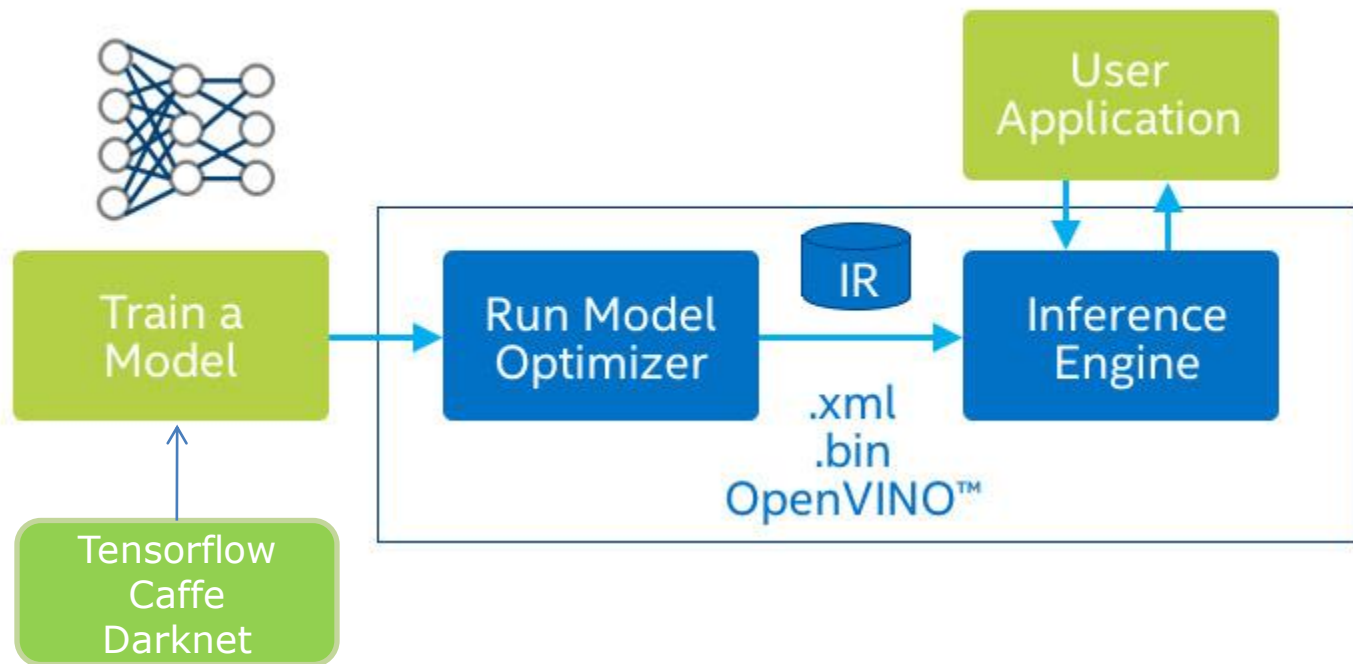 User
Application
Train a
Model
Run Model
Optimizer
IR
Inference
Engine
.xml
.bin
OpenVINO™
Tensorflow
Caffe
Darknet